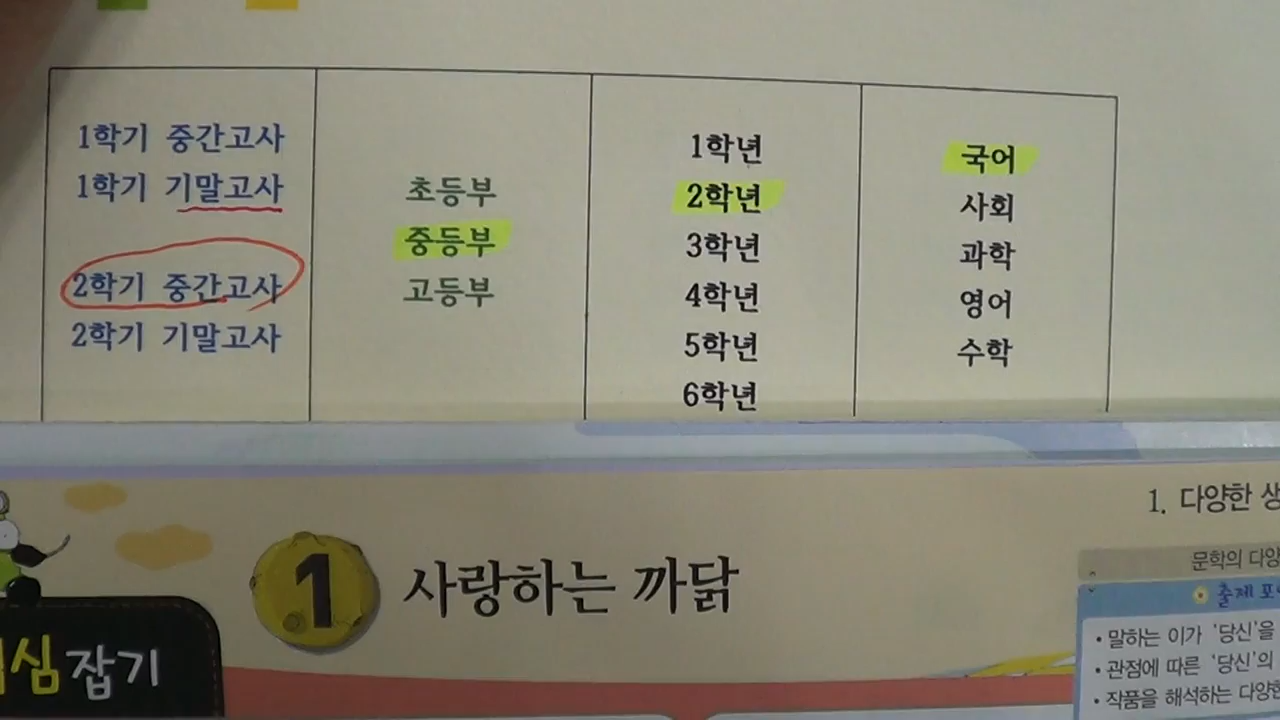 1학기 중간고사
1학기 기말고사
2학기 중간고사
2학기 기말고사
초등부
중등부
고등부
1학년
2학년
3학년
4학년
5학년
6학년
국어
사회
과학
영어
수학
1. 다양한
1 사랑하는 까닭
잡기
문학의 다양
출제
• 말하는 이가 '당신'을
• 관점에 따른 '당신'의
• 작품을 해석하는 다양한